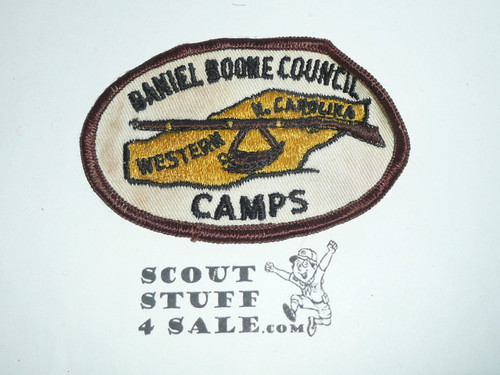 DANIEL BOONE COUNCIL
N. CAROLINA
WESTERN
CAMPS
SCOUT
STUFF
4 SALE.com